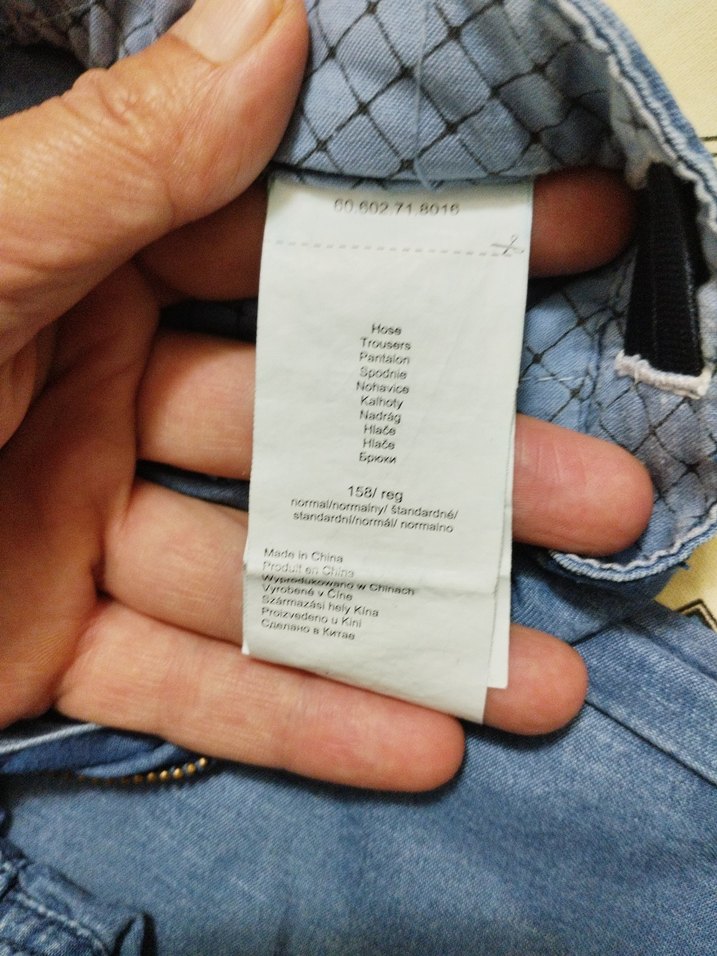 60.602.71.8016
Hose
Trousers
Pantalon
Spodnie
Nohavice
Kalhoty
Nadrág
Hlače
Hlače
Брюки
158/ reg
normal/normalny/ štandardné/
standardní/normál/ normalno
Made in China
Produit en Chine
Wyprodukowano w Chinach
Vyrobené v Číne
Származási hely Kína
Proizvedeno u Kini
Сделано в Китае